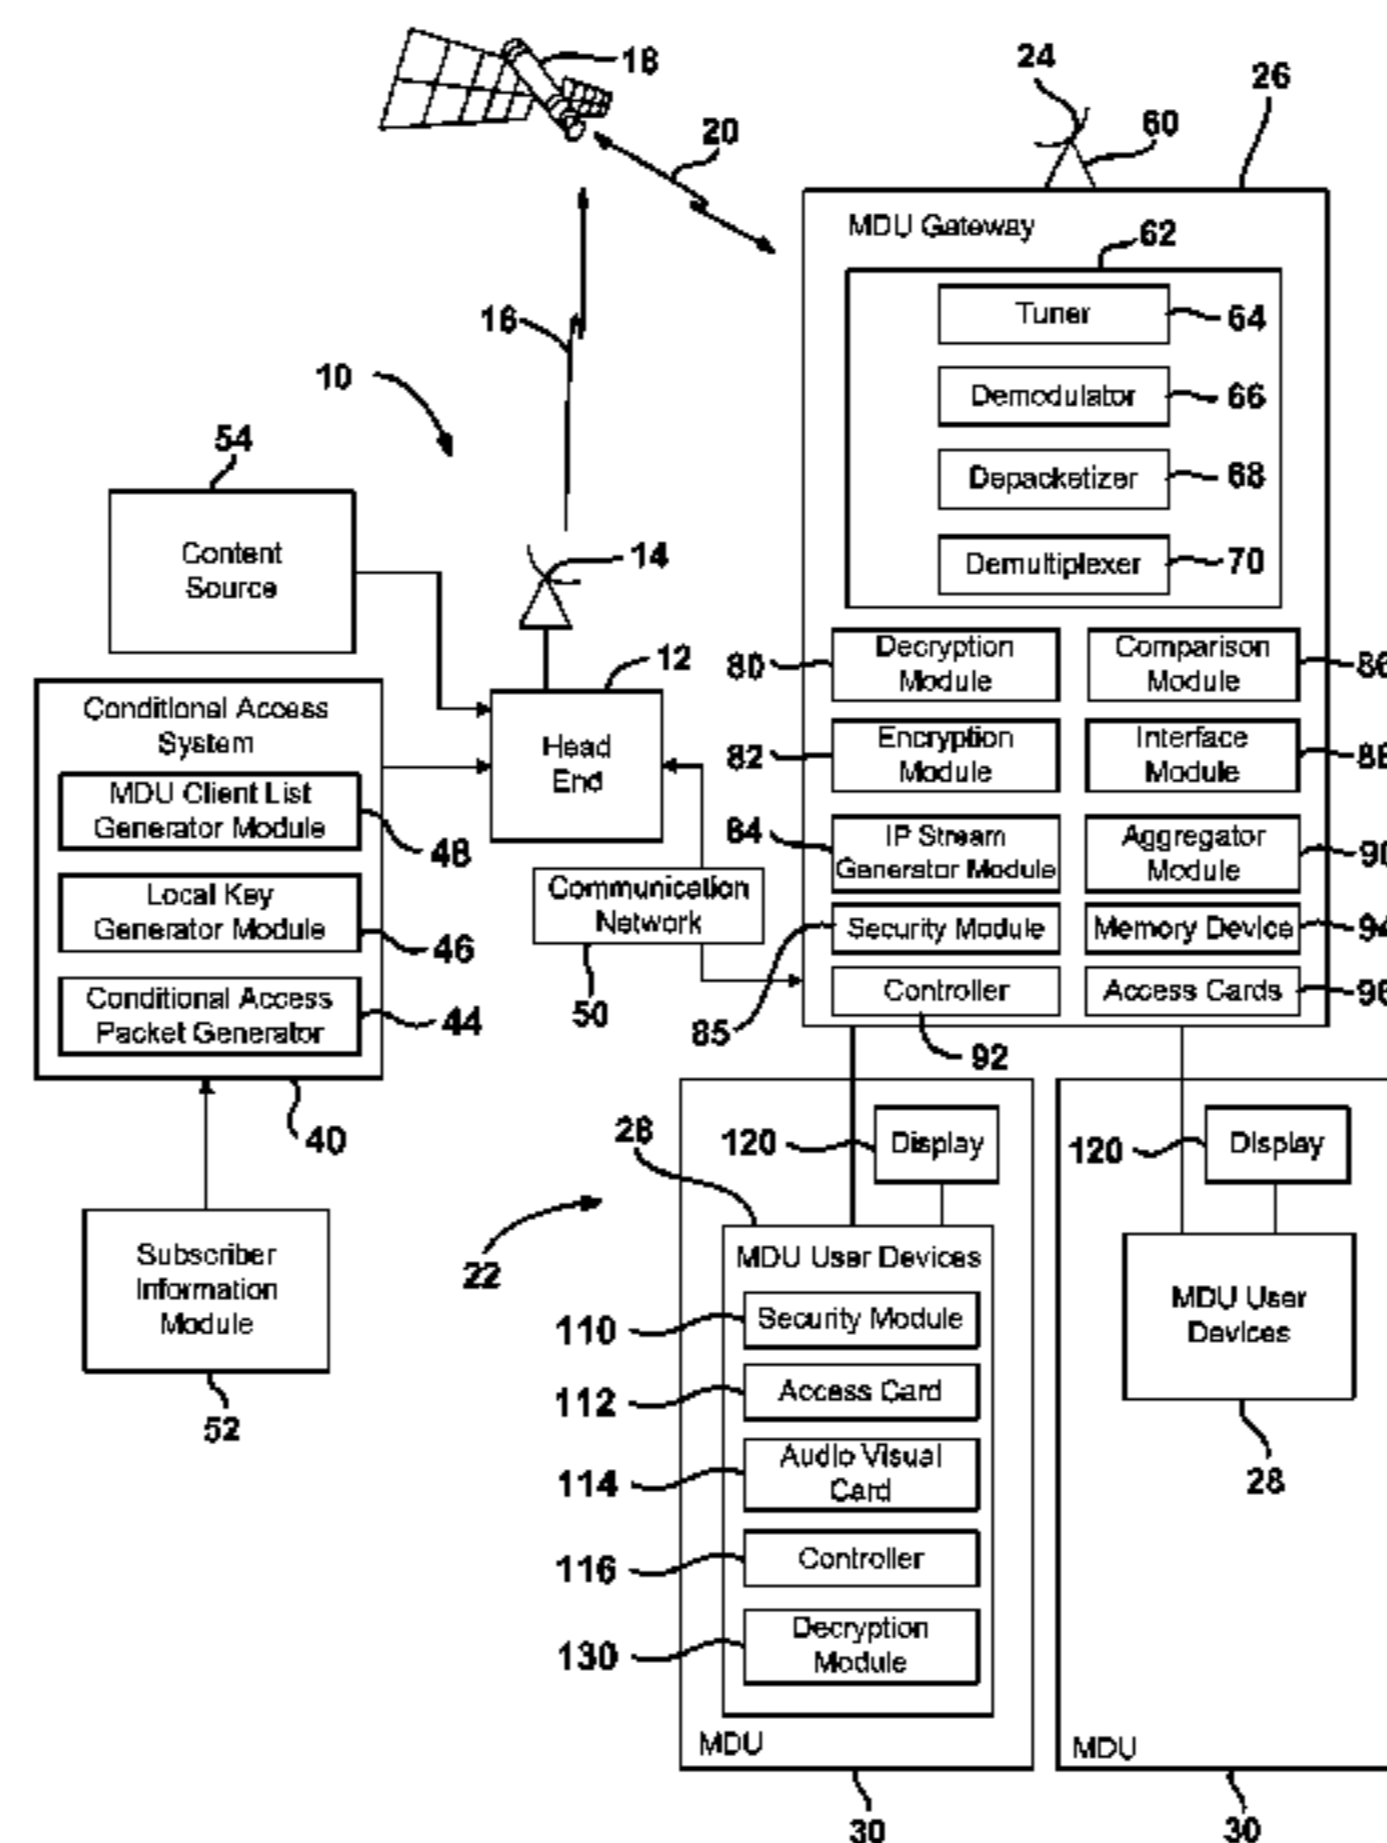 18
24
26
20
60
MDU Gateway
62
Tuner
64
16
10
Demodulator
66
54
Depacketizer
68
Content
Source
14
Demultiplexer
70
12
80
Decryption
Module
Comparison
Module
86
Conditional Access
System
Head
End
82
Encryption
Module
Interface
Module
88
MDU Client List
Generator Module
48
84
IP Stream
Generator Module
Aggregator
Module
90
Local Key
Generator Module
46
Communication
Network
Security Module
Memory Device
94
Conditional Access
Packet Generator
44
50
85
Controller
92
Access Cards
96
40
28
120
Display
120
Display
22
Subscriber
Information
Module
52
MDU User Devices
110
Security Module
MDU User
Devices
112
Access Card
28
114
Audio Visual
Card
116
Controller
130
Decryption
Module
MDU
MDU
30
30